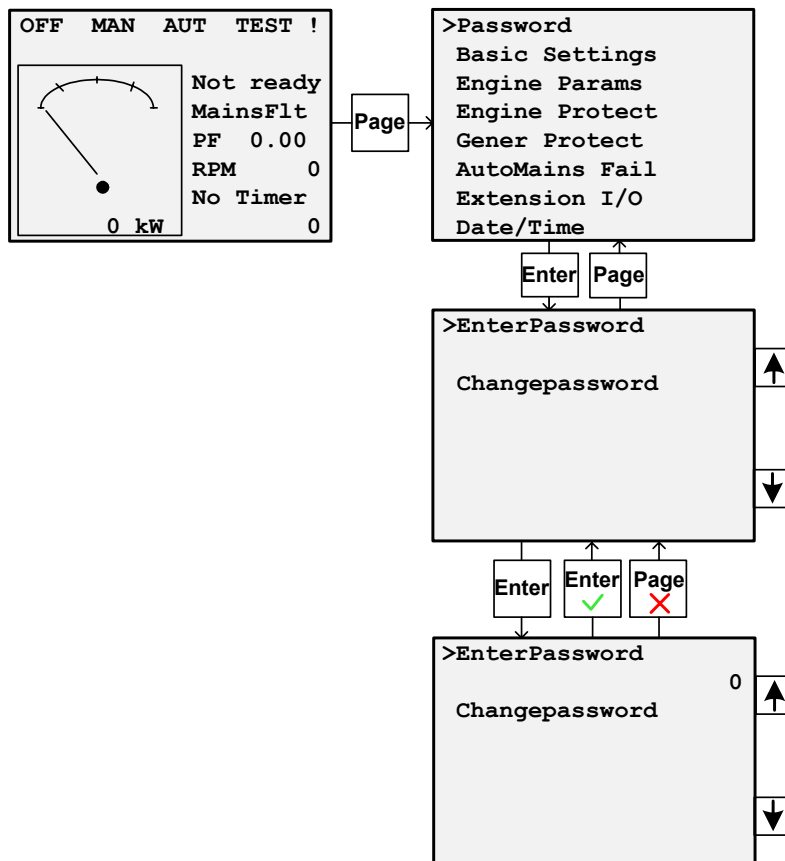 OFF MAN AUT TEST !
Not ready
MainsFlt
PF 0.00
RPM 0
No Timer
0 kW 0
Page
>Password
Basic Settings
Engine Params
Engine Protect
Gener Protect
AutoMains Fail
Extension I/O
Date/Time
Enter Page
>EnterPassword
Changepassword
Enter Enter Page
>EnterPassword
0
Changepassword